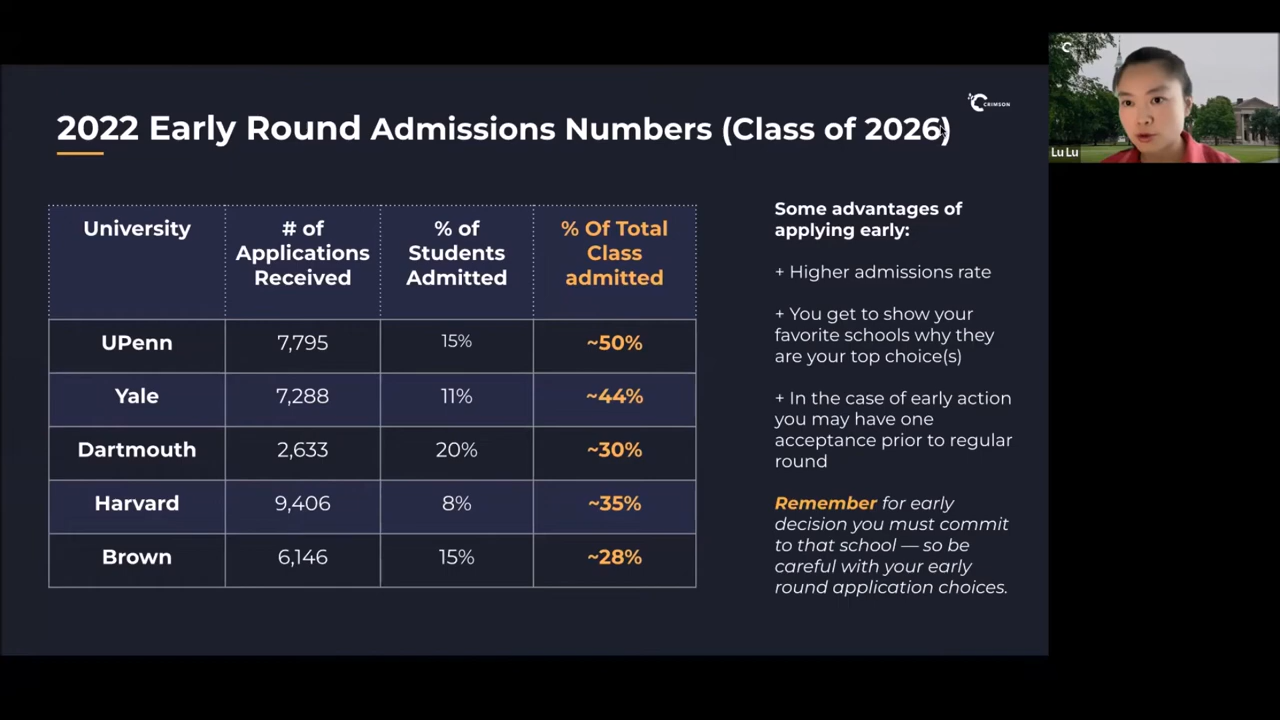 CRIMSON
2022 Early Round Admissions Numbers (Class of 2026)
Lu Lu
University
# of
Applications
Received
% of
Students
Admitted
% Of Total
Class
admitted
UPenn
7,795
15%
~50%
Yale
7,288
11%
~44%
Dartmouth
2,633
20%
~30%
Harvard
9,406
8%
~35%
Brown
6,146
15%
~28%
Some advantages of
applying early:
+ Higher admissions rate
+ You get to show your
favorite schools why they
are your top choice(s)
+ In the case of early action
you may have one
acceptance prior to regular
round
Remember for early
decision you must commit
to that school — so be
careful with your early
round application choices.